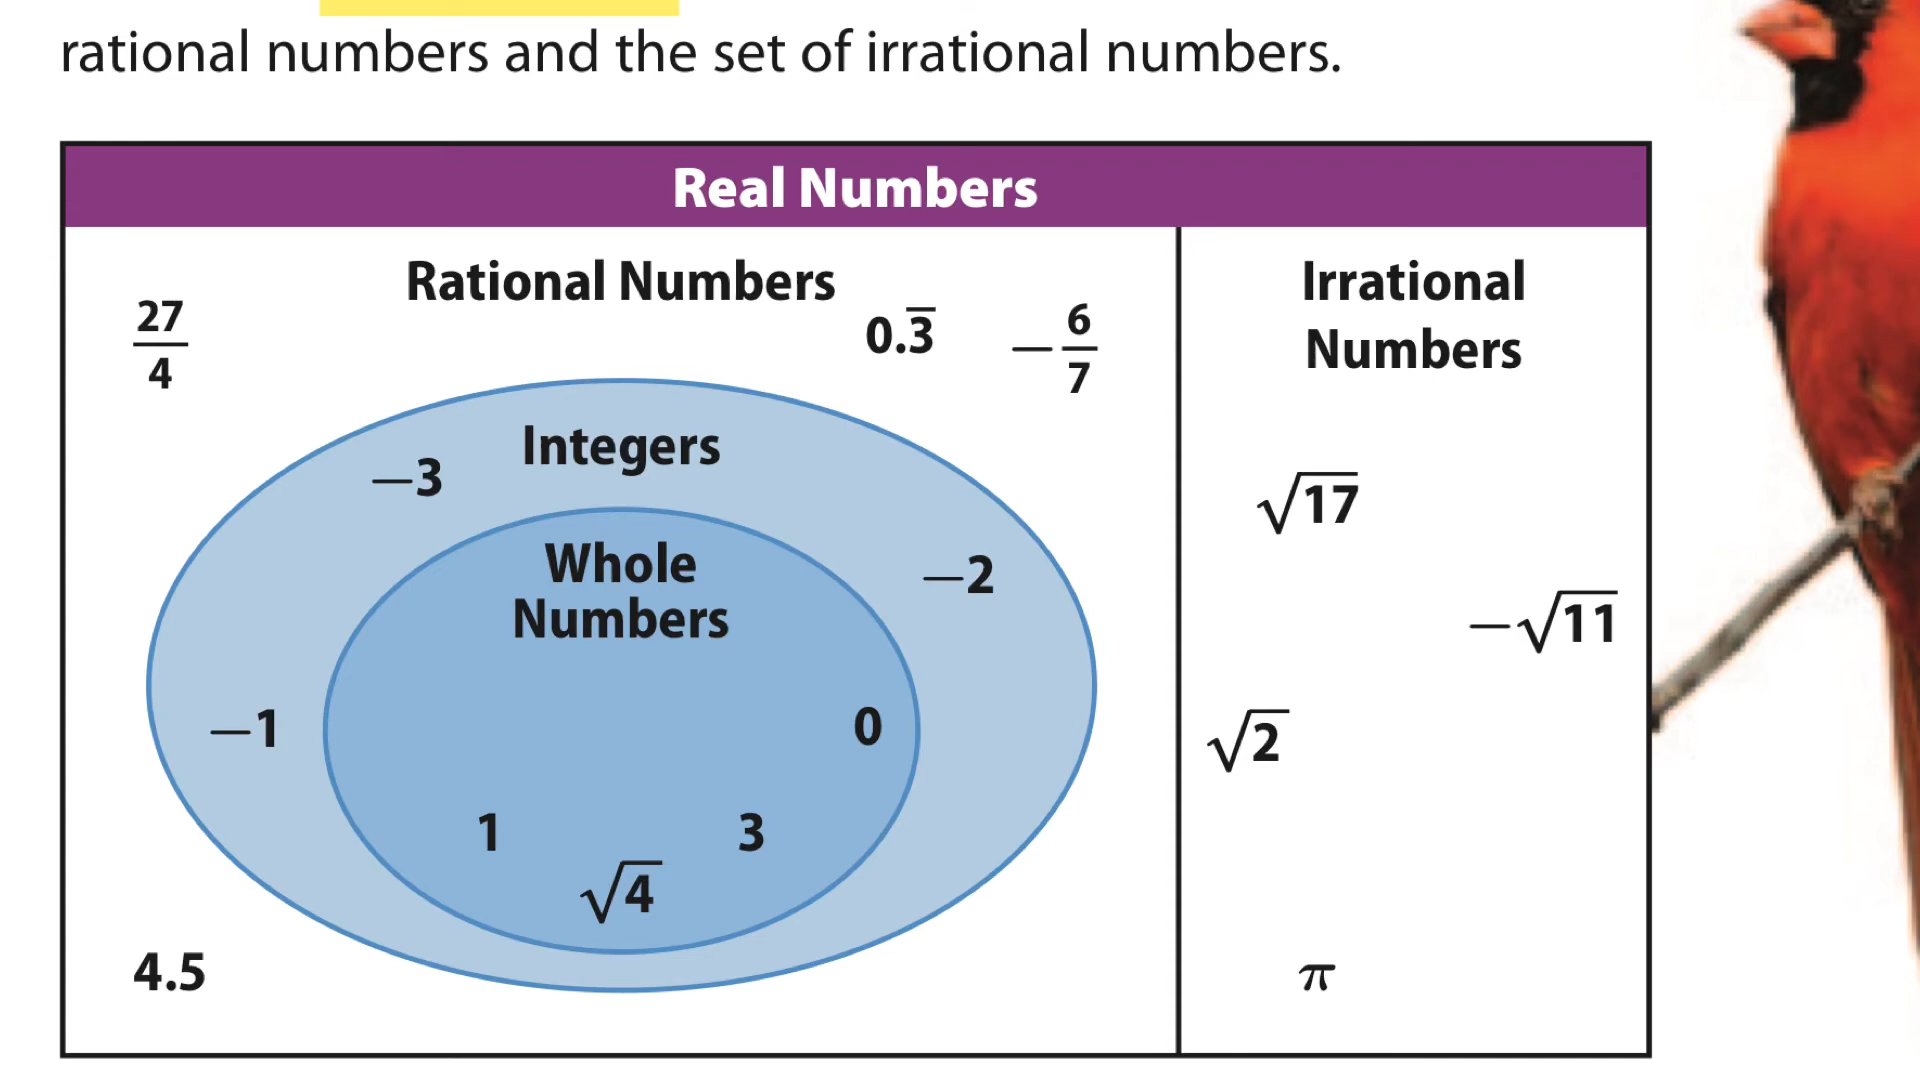 rational numbers and the set of irrational numbers.
Real Numbers
Rational Numbers
27/4
0.3̅
−6/7
Integers
−3
−2
−1
Whole
Numbers
0
1
3
√4
4.5
Irrational
Numbers
√17
−√11
√2
π